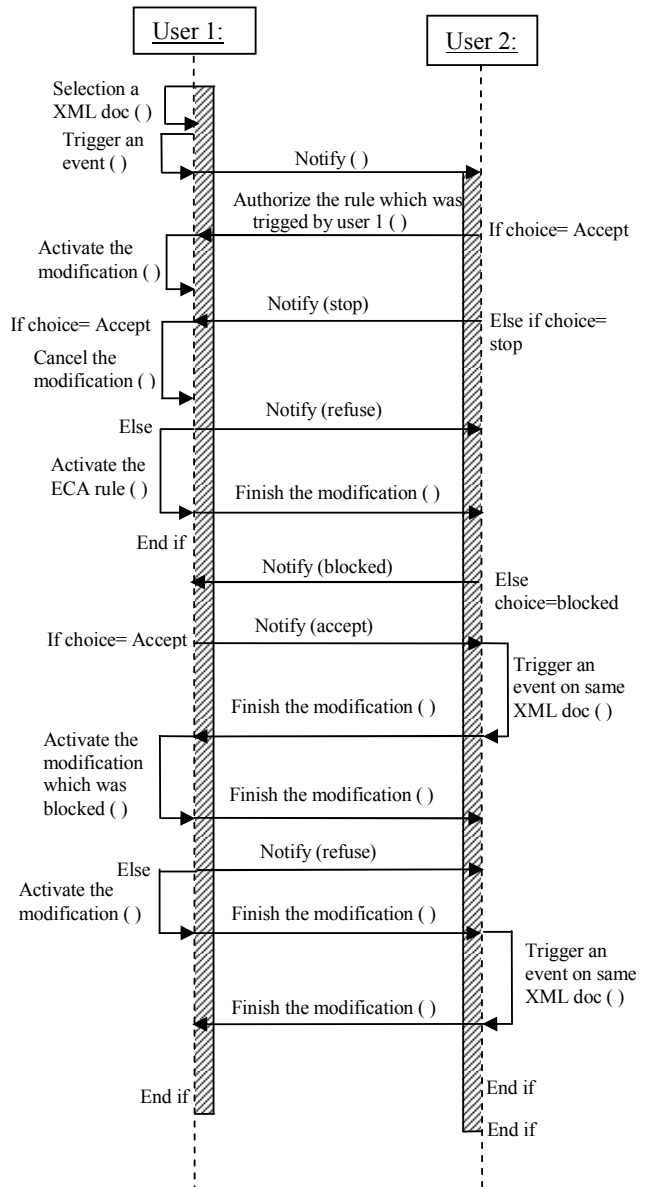 User 1:
User 2:
Selection a
XML doc ( )
Trigger an
event ( )
Notify ( )
Authorize the rule which was
trigged by user 1 ( )
If choice= Accept
Activate the
modification ( )
Notify (stop)
If choice= Accept
Else if choice=
stop
Cancel the
modification ( )
Notify (refuse)
Else
Activate the
ECA rule ( )
Finish the modification ( )
End if
Notify (blocked)
Else
choice=blocked
If choice= Accept
Notify (accept)
Trigger an
event on same
XML doc ( )
Finish the modification ( )
Activate the
modification
which was
blocked ( )
Finish the modification ( )
Notify (refuse)
Else
Activate the
modification ( )
Finish the modification ( )
Trigger an
event on same
XML doc ( )
Finish the modification ( )
End if
End if
End if